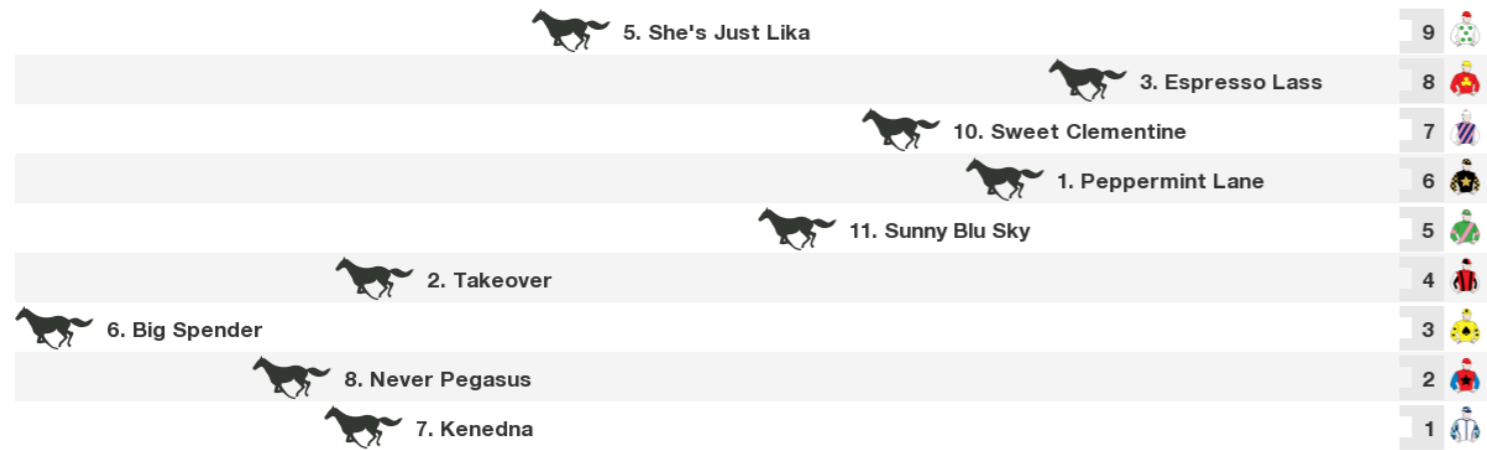 5. She's Just Lika 9
3. Espresso Lass 8
10. Sweet Clementine 7
1. Peppermint Lane 6
11. Sunny Blu Sky 5
2. Takeover 4
6. Big Spender 3
8. Never Pegasus 2
7. Kenedna 1